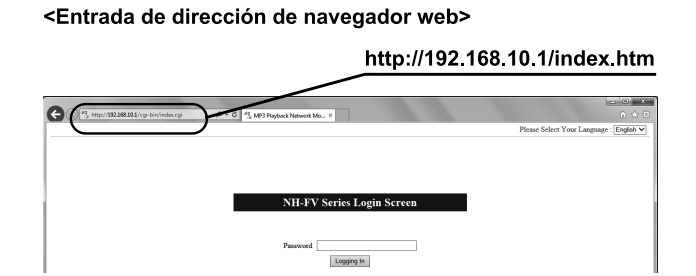 <Entrada de dirección de navegador web>
http://192.168.10.1/index.htm
http://192.168.10.1/cgi-bin/index.cgi
MP3 Playback Network Mo...
Please Select Your Language : English
NH-FV Series Login Screen
Password
Logging In